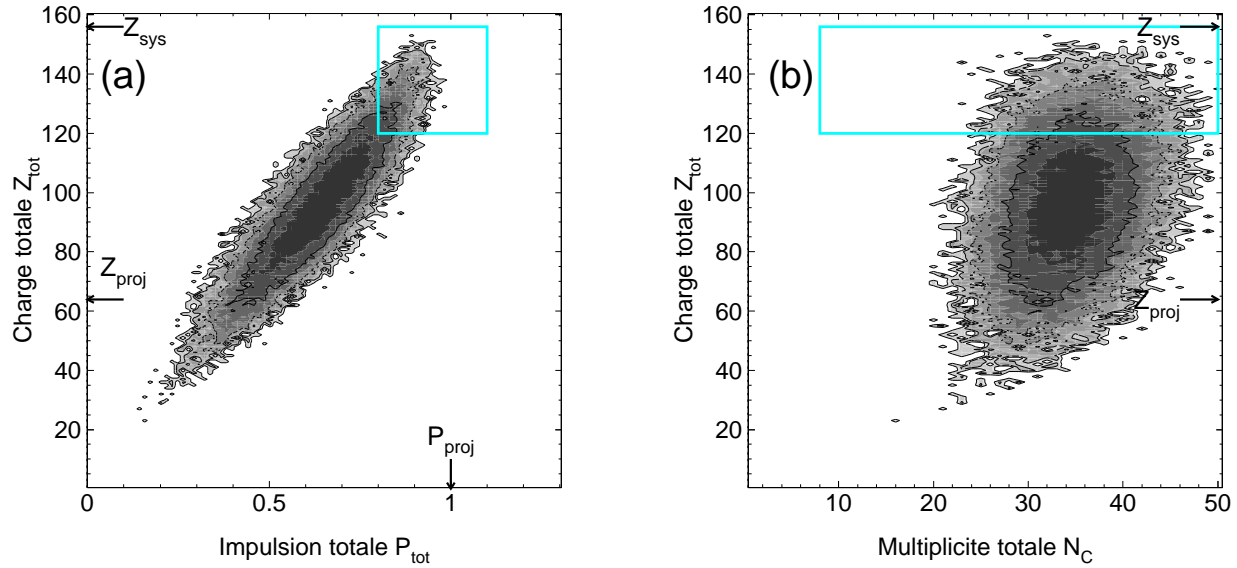 160
140
120
100
80
60
40
20
0
0.5
1
Z_sys
(a)
Z_proj
P_proj
Charge totale Z_tot
Impulsion totale P_tot
160
140
120
100
80
60
40
20
10
20
30
40
50
Z_sys
(b)
Z_proj
Charge totale Z_tot
Multiplicite totale N_C